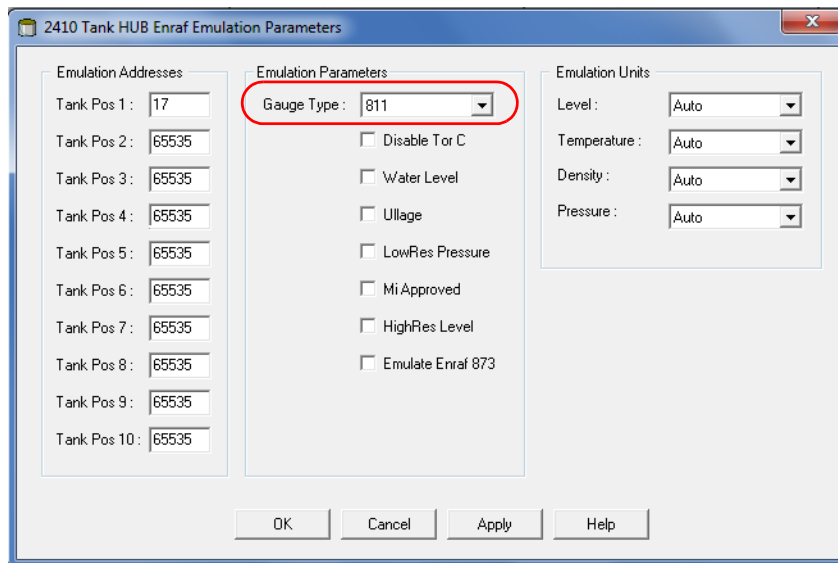 2410 Tank HUB Enraf Emulation Parameters
Emulation Addresses
Tank Pos 1 : 17
Tank Pos 2 : 65535
Tank Pos 3 : 65535
Tank Pos 4 : 65535
Tank Pos 5 : 65535
Tank Pos 6 : 65535
Tank Pos 7 : 65535
Tank Pos 8 : 65535
Tank Pos 9 : 65535
Tank Pos 10 : 65535
Emulation Parameters
Gauge Type : 811
Disable T or C
Water Level
Ullage
LowRes Pressure
Mi Approved
HighRes Level
Emulate Enraf 873
Emulation Units
Level : Auto
Temperature : Auto
Density : Auto
Pressure : Auto
OK Cancel Apply Help